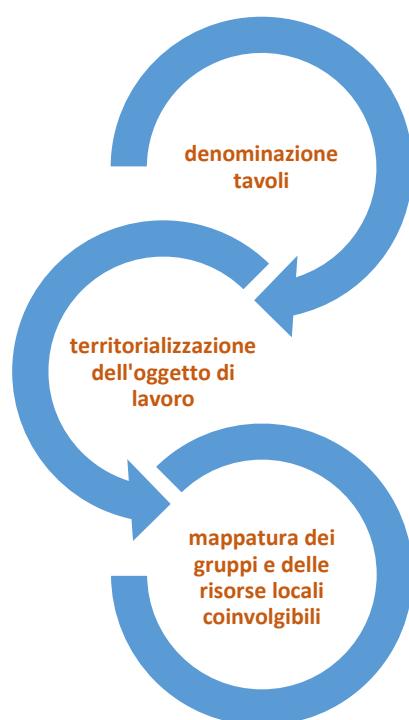 denominazione
tavoli
territorializzazione
dell'oggetto di
lavoro
mappatura dei
gruppi e delle
risorse locali
coinvolgibili